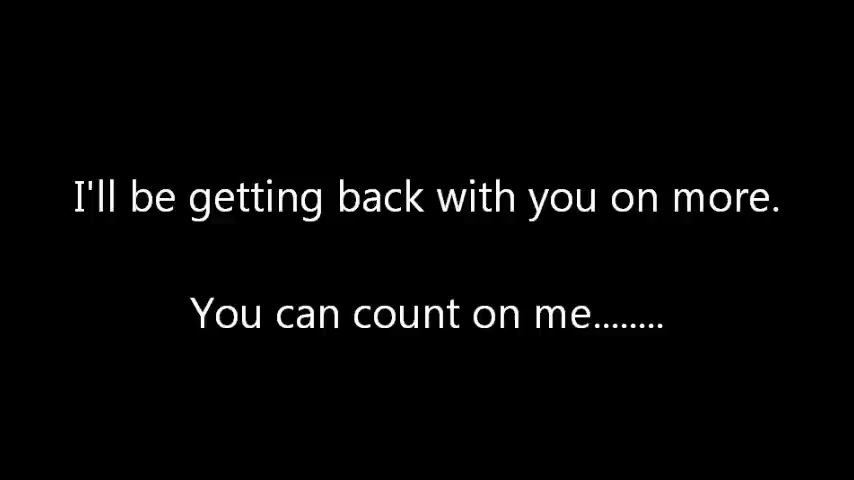 I'll be getting back with you on more.
You can count on me........